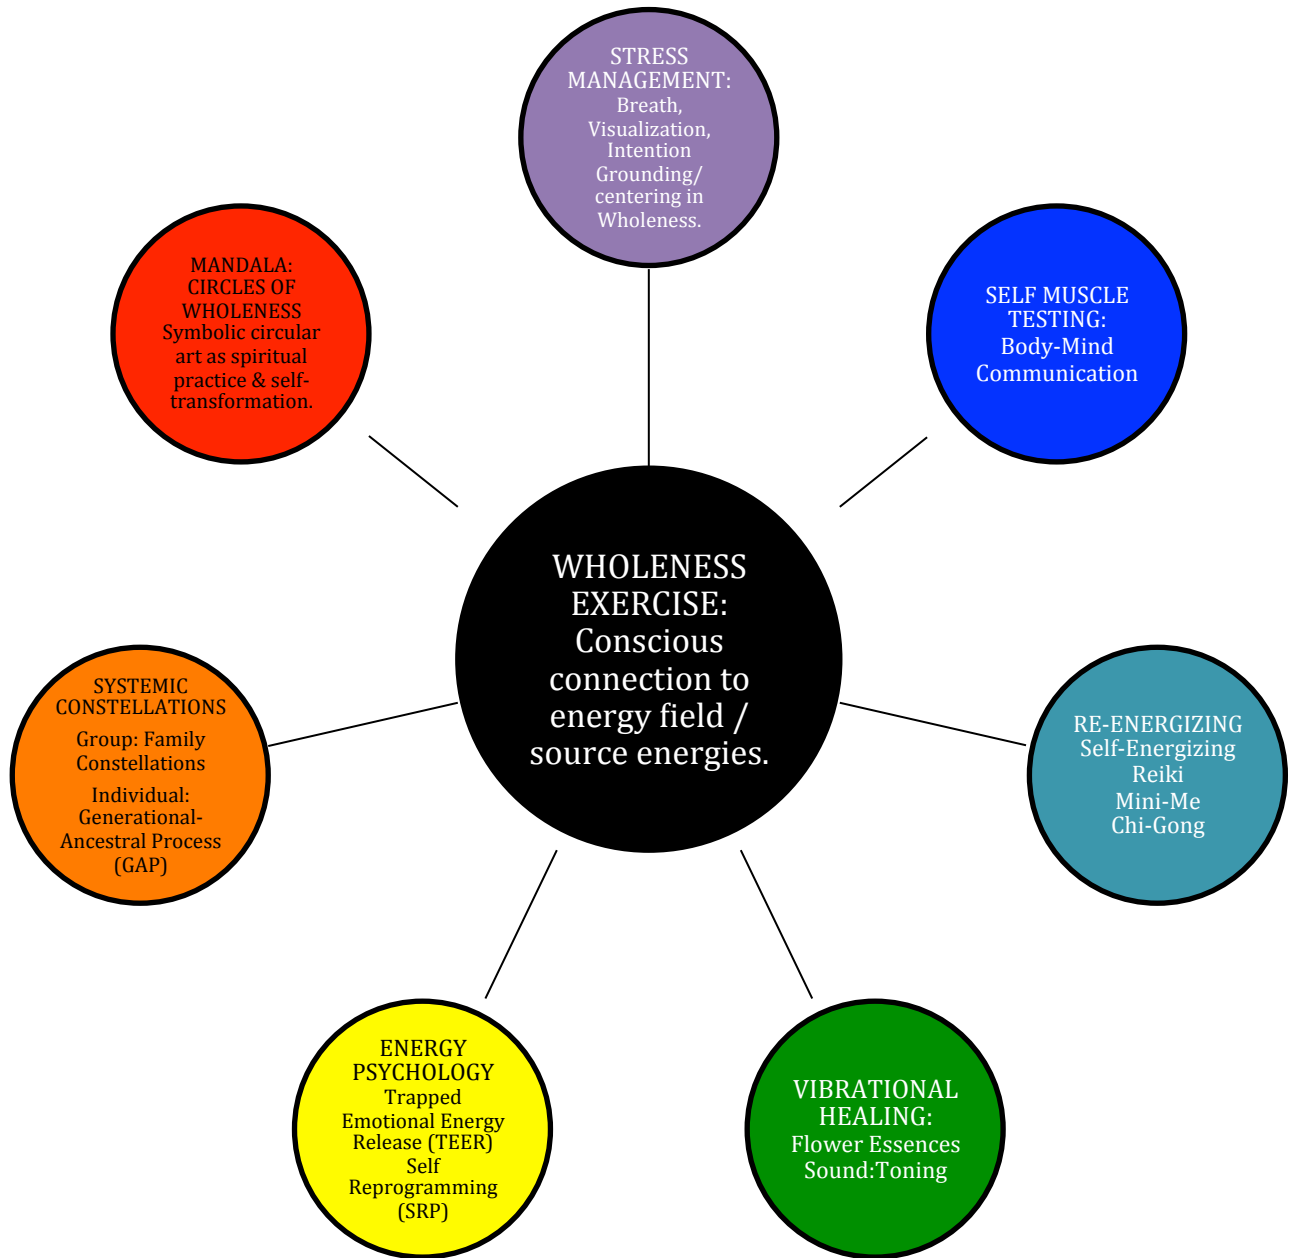 STRESS
MANAGEMENT:
Breath,
Visualization,
Intention
Grounding/
centering in
Wholeness.
MANDALA:
CIRCLES OF
WHOLENESS
Symbolic circular
art as spiritual
practice & self-
transformation.
SELF MUSCLE
TESTING:
Body-Mind
Communication
WHOLENESS
EXERCISE:
Conscious
connection to
energy field /
source energies.
SYSTEMIC
CONSTELLATIONS
Group: Family
Constellations
Individual:
Generational-
Ancestral Process
(GAP)
RE-ENERGIZING
Self-Energizing
Reiki
Mini-Me
Chi-Gong
ENERGY
PSYCHOLOGY
Trapped
Emotional Energy
Release (TEER)
Self
Reprogramming
(SRP)
VIBRATIONAL
HEALING:
Flower Essences
Sound:Toning